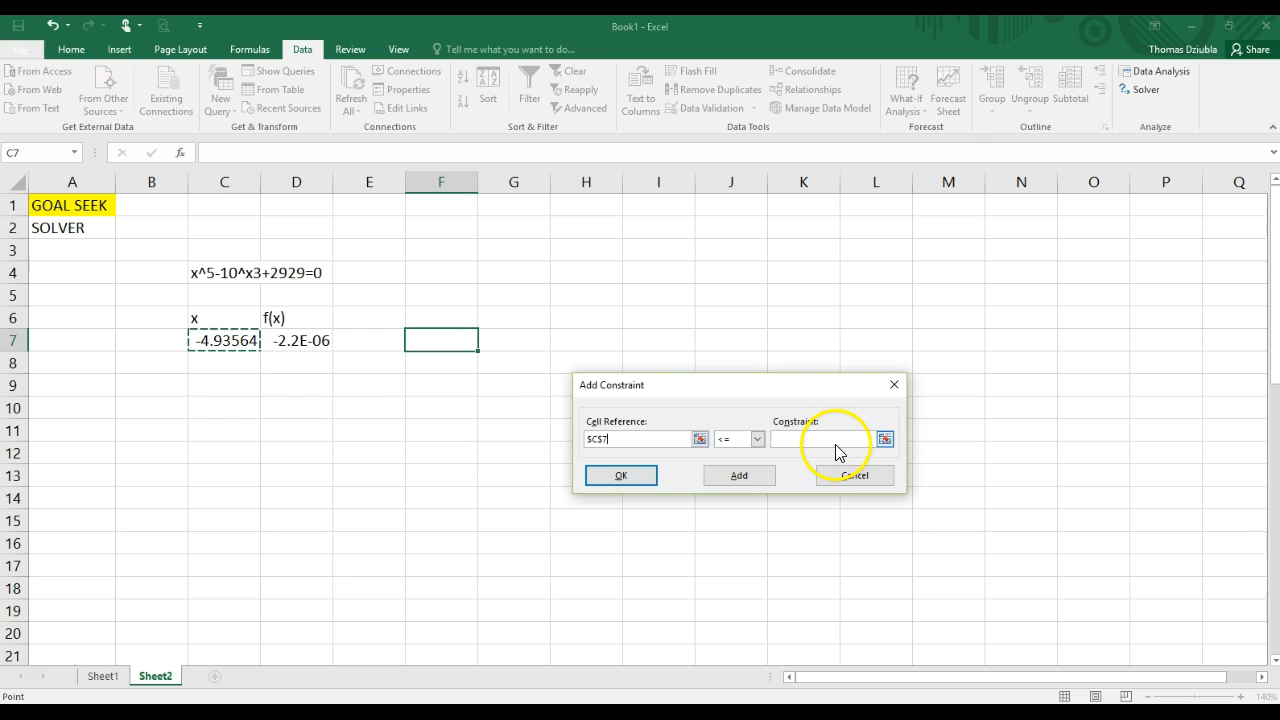 Book1 - Excel
File Home Insert Page Layout Formulas Data Review View Tell me what you want to do... Thomas Dziubla Share
From Access
From Web
From Text
From Other Sources
Existing Connections
Get External Data
New Query
Show Queries
From Table
Recent Sources
Get & Transform
Refresh All
Connections
Properties
Edit Links
Connections
Sort
Filter
Clear
Reapply
Advanced
Sort & Filter
Text to Columns
Flash Fill
Remove Duplicates
Data Validation
Consolidate
Relationships
Manage Data Model
Data Tools
What-If Analysis
Forecast Sheet
Forecast
Group
Ungroup
Subtotal
Outline
Data Analysis
Solver
Analyze
C7
fx
A B C D E F G H I J K L M N O P Q
1 GOAL SEEK
2 SOLVER
3
4 x^5-10^x3+2929=0
5
6 x f(x)
7 -4.93564 -2.2E-06
8
9
10
11
12
13
14
15
16
17
18
19
20
21
Add Constraint
Cell Reference: Constraint:
$C$7 <=
OK Add Cancel
Sheet1 Sheet2
Point 140%